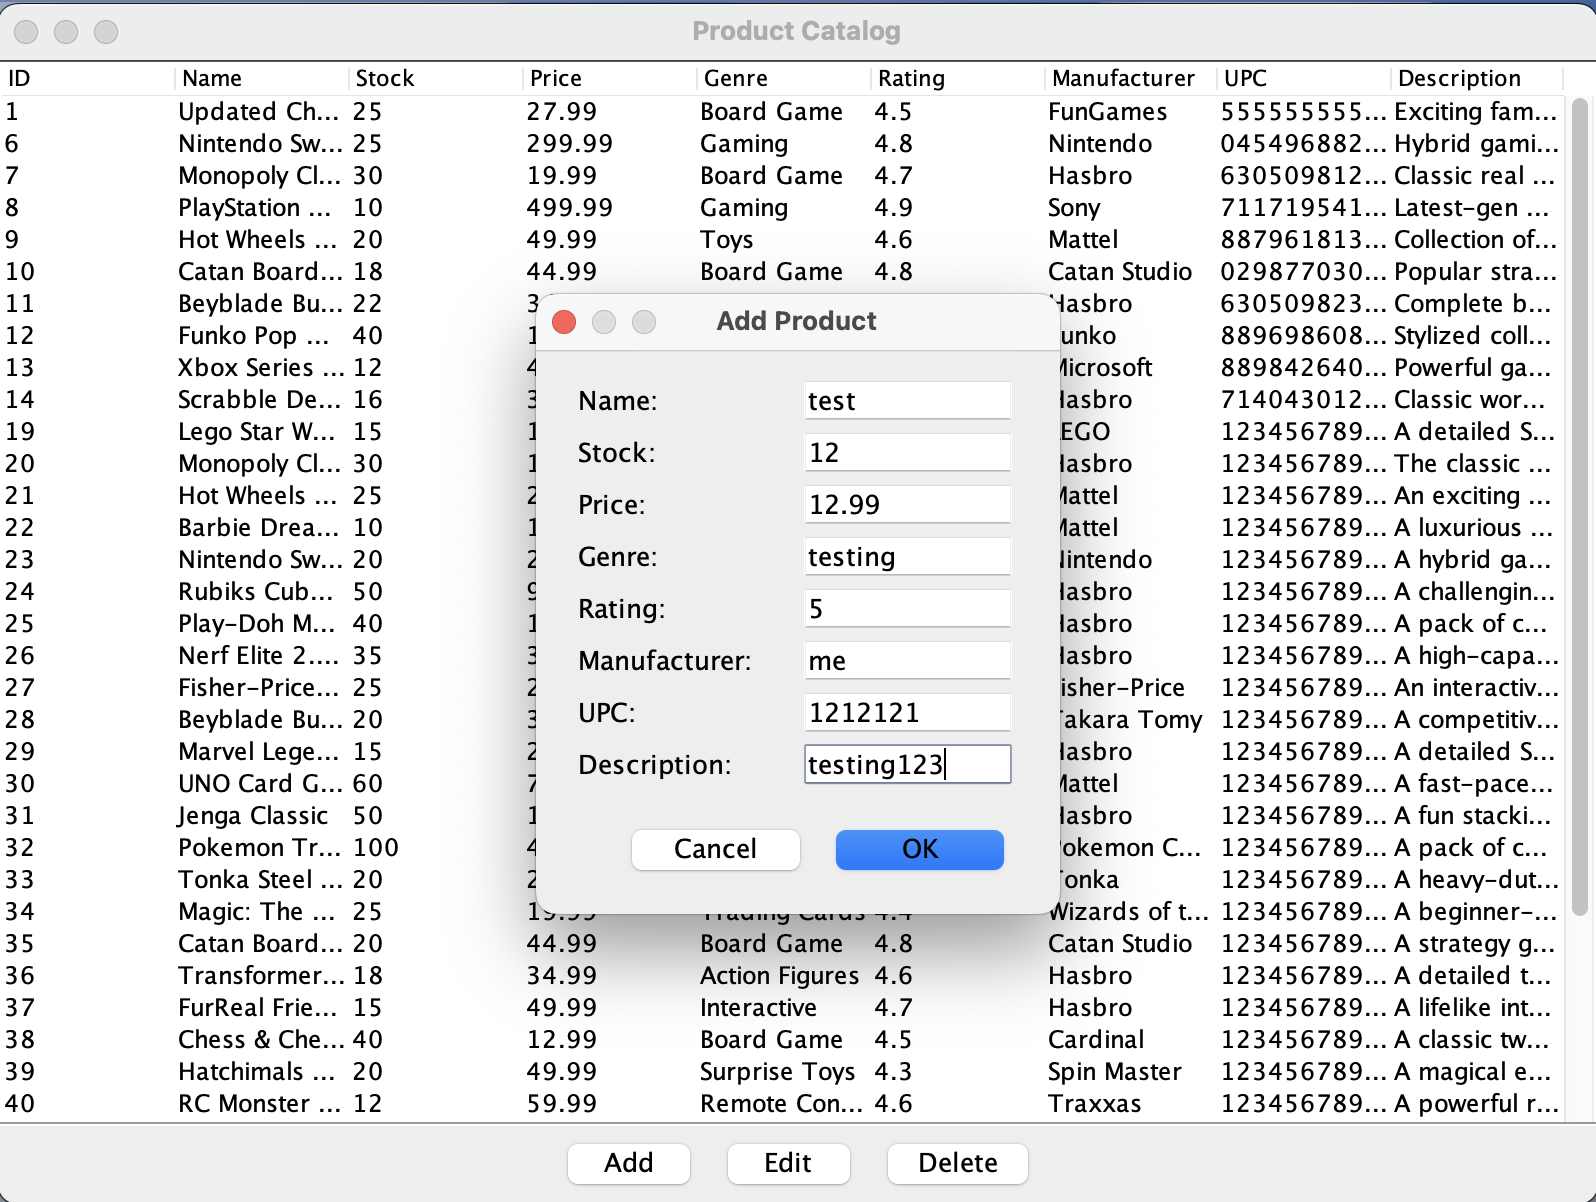 Product Catalog
ID Name Stock Price Genre Rating Manufacturer UPC Description
1 Updated Ch... 25 27.99 Board Game 4.5 FunGames 555555555... Exciting fam...
6 Nintendo Sw... 25 299.99 Gaming 4.8 Nintendo 045496882... Hybrid gami...
7 Monopoly Cl... 30 19.99 Board Game 4.7 Hasbro 630509812... Classic real ...
8 PlayStation ... 10 499.99 Gaming 4.9 Sony 711719541... Latest-gen ...
9 Hot Wheels ... 20 49.99 Toys 4.6 Mattel 887961813... Collection of...
10 Catan Board... 18 44.99 Board Game 4.8 Catan Studio 029877030... Popular stra...
11 Beyblade Bu... 22 Hasbro 630509823... Complete b...
12 Funko Pop ... 40 1 unko 889698608... Stylized coll...
13 Xbox Series ... 12 4 Microsoft 889842640... Powerful ga...
14 Scrabble De... 16 3 Hasbro 714043012... Classic wor...
19 Lego Star W... 15 1 EGO 123456789... A detailed S...
20 Monopoly Cl... 30 1 Hasbro 123456789... The classic ...
21 Hot Wheels ... 25 2 Mattel 123456789... An exciting ...
22 Barbie Drea... 10 1 Mattel 123456789... A luxurious ...
23 Nintendo Sw... 20 2 Nintendo 123456789... A hybrid ga...
24 Rubiks Cub... 50 9 Hasbro 123456789... A challengin...
25 Play-Doh M... 40 1 Hasbro 123456789... A pack of c...
26 Nerf Elite 2.... 35 3 Hasbro 123456789... A high-capa...
27 Fisher-Price... 25 2 isher-Price 123456789... An interactiv...
28 Beyblade Bu... 20 3 Takara Tomy 123456789... A competitiv...
29 Marvel Lege... 15 2 Hasbro 123456789... A detailed S...
30 UNO Card G... 60 7 Mattel 123456789... A fast-pace...
31 Jenga Classic 50 1 Hasbro 123456789... A fun stacki...
32 Pokemon Tr... 100 4 okemon C... 123456789... A pack of c...
33 Tonka Steel ... 20 2 Tonka 123456789... A heavy-dut...
34 Magic: The ... 25 19.99 Trading Cards 4.4 Wizards of t... 123456789... A beginner-...
35 Catan Board... 20 44.99 Board Game 4.8 Catan Studio 123456789... A strategy g...
36 Transformer... 18 34.99 Action Figures 4.6 Hasbro 123456789... A detailed t...
37 FurReal Frie... 15 49.99 Interactive 4.7 Hasbro 123456789... A lifelike int...
38 Chess & Che... 40 12.99 Board Game 4.5 Cardinal 123456789... A classic tw...
39 Hatchimals ... 20 49.99 Surprise Toys 4.3 Spin Master 123456789... A magical e...
40 RC Monster ... 12 59.99 Remote Con... 4.6 Traxxas 123456789... A powerful r...
Add Product
Name: test
Stock: 12
Price: 12.99
Genre: testing
Rating: 5
Manufacturer: me
UPC: 1212121
Description: testing123
Cancel OK
Add Edit Delete